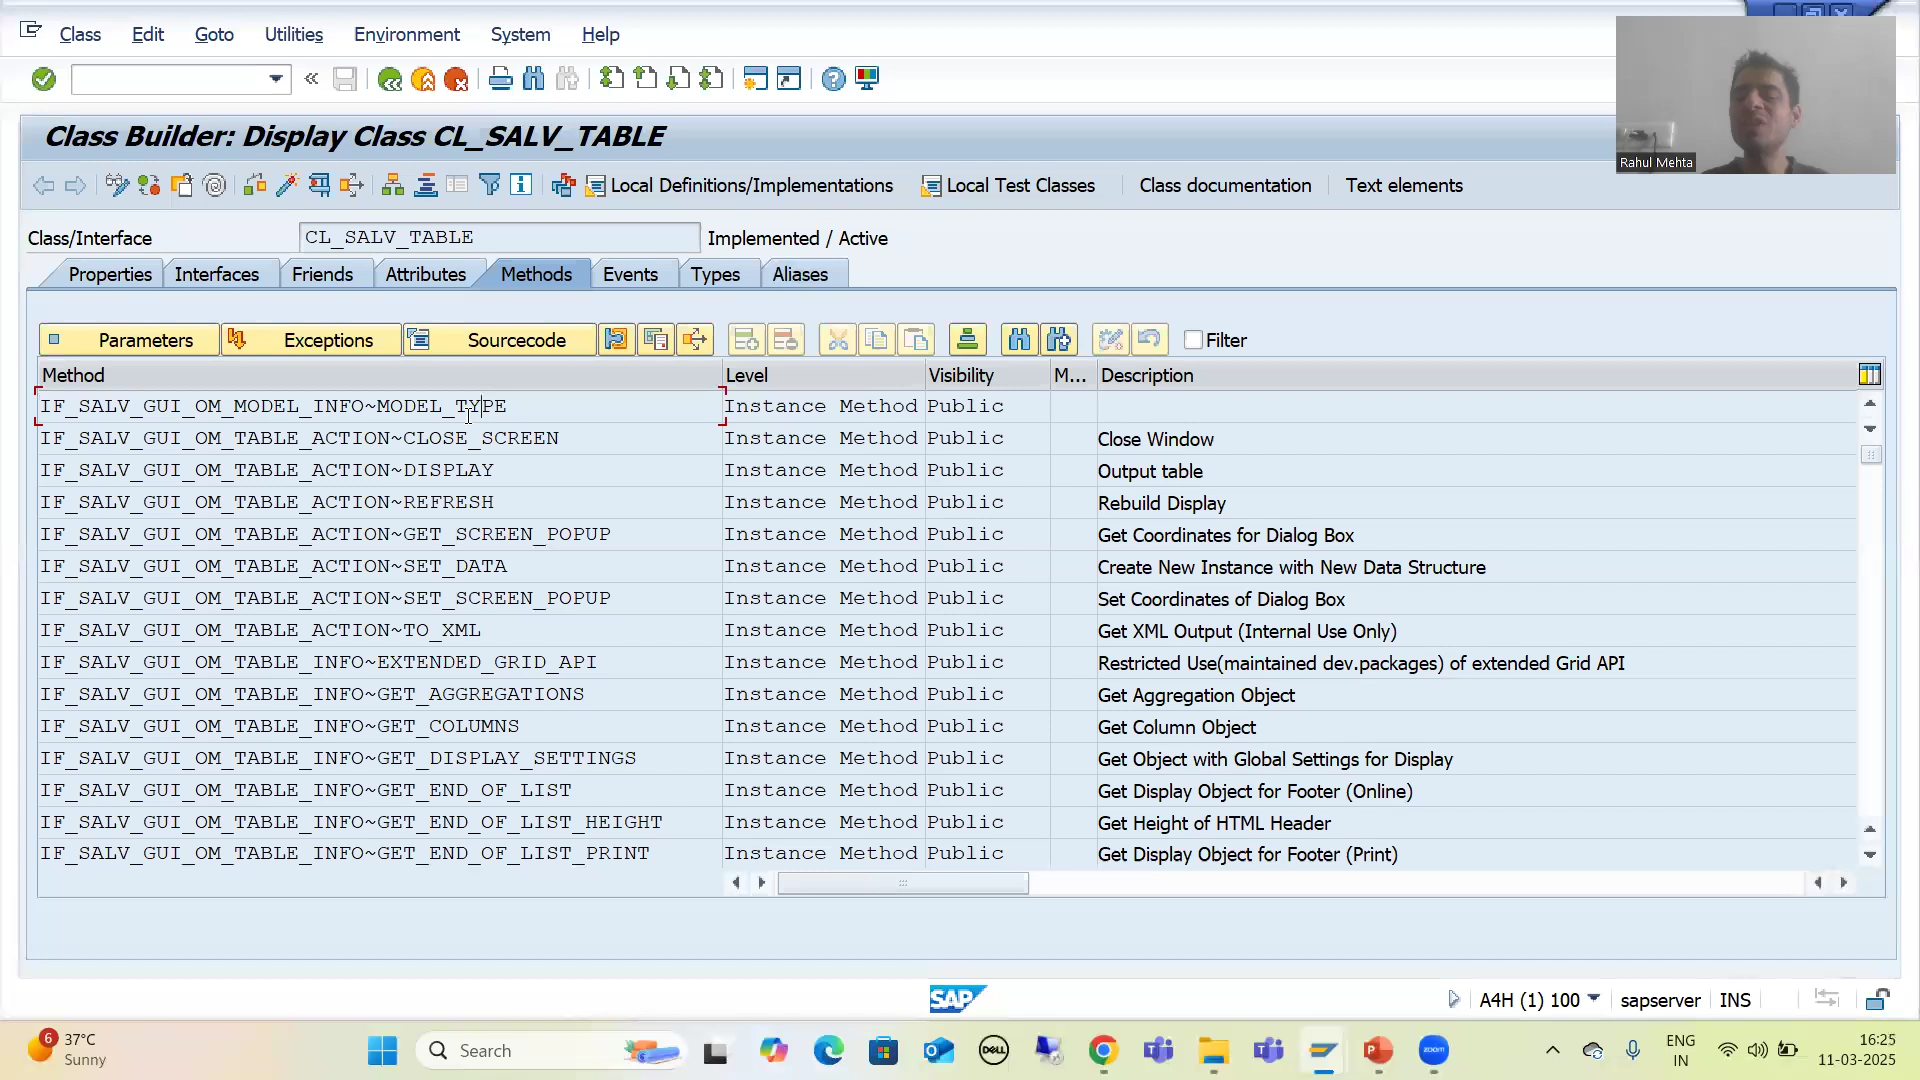 Class Edit Goto Utilities Environment System Help
Rahul Mehta
Class Builder: Display Class CL_SALV_TABLE
Local Definitions/Implementations Local Test Classes Class documentation Text elements
Class/Interface CL_SALV_TABLE Implemented / Active
Properties Interfaces Friends Attributes Methods Events Types Aliases
Parameters Exceptions Sourcecode Filter
Method Level Visibility M... Description
IF_SALV_GUI_OM_MODEL_INFO~MODEL_TYPE Instance Method Public
IF_SALV_GUI_OM_TABLE_ACTION~CLOSE_SCREEN Instance Method Public Close Window
IF_SALV_GUI_OM_TABLE_ACTION~DISPLAY Instance Method Public Output table
IF_SALV_GUI_OM_TABLE_ACTION~REFRESH Instance Method Public Rebuild Display
IF_SALV_GUI_OM_TABLE_ACTION~GET_SCREEN_POPUP Instance Method Public Get Coordinates for Dialog Box
IF_SALV_GUI_OM_TABLE_ACTION~SET_DATA Instance Method Public Create New Instance with New Data Structure
IF_SALV_GUI_OM_TABLE_ACTION~SET_SCREEN_POPUP Instance Method Public Set Coordinates of Dialog Box
IF_SALV_GUI_OM_TABLE_ACTION~TO_XML Instance Method Public Get XML Output (Internal Use Only)
IF_SALV_GUI_OM_TABLE_INFO~EXTENDED_GRID_API Instance Method Public Restricted Use(maintained dev.packages) of extended Grid API
IF_SALV_GUI_OM_TABLE_INFO~GET_AGGREGATIONS Instance Method Public Get Aggregation Object
IF_SALV_GUI_OM_TABLE_INFO~GET_COLUMNS Instance Method Public Get Column Object
IF_SALV_GUI_OM_TABLE_INFO~GET_DISPLAY_SETTINGS Instance Method Public Get Object with Global Settings for Display
IF_SALV_GUI_OM_TABLE_INFO~GET_END_OF_LIST Instance Method Public Get Display Object for Footer (Online)
IF_SALV_GUI_OM_TABLE_INFO~GET_END_OF_LIST_HEIGHT Instance Method Public Get Height of HTML Header
IF_SALV_GUI_OM_TABLE_INFO~GET_END_OF_LIST_PRINT Instance Method Public Get Display Object for Footer (Print)
SAP A4H (1) 100 sapserver INS
6 37°C
Sunny
Search
DELL
zoom
ENG
IN
16:25
11-03-2025